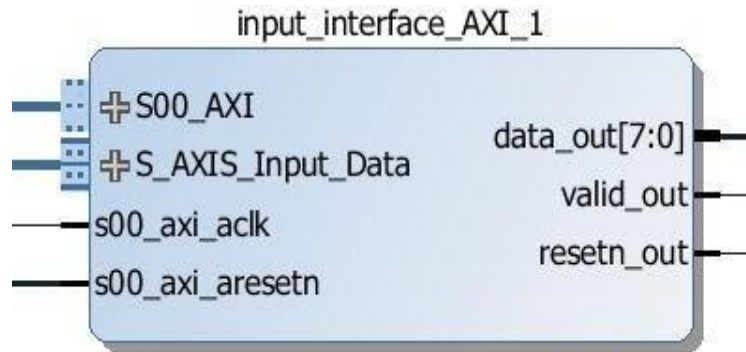 input_interface_AXI_1
S00_AXI
S_AXIS_Input_Data
s00_axi_aclk
s00_axi_aresetn
data_out[7:0]
valid_out
resetn_out